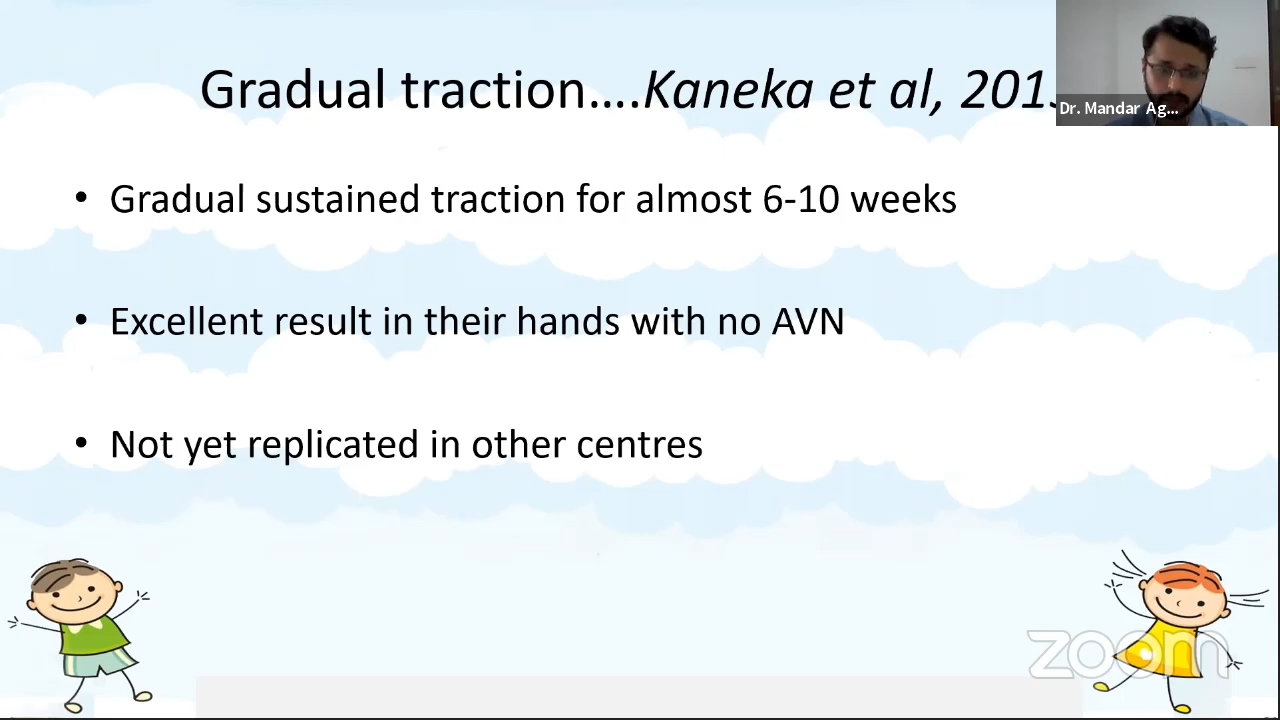 Gradual traction....Kaneka et al,
Dr. Mandar Ag...
• Gradual sustained traction for almost 6-10 weeks
• Excellent result in their hands with no AVN
• Not yet replicated in other centres
zoom